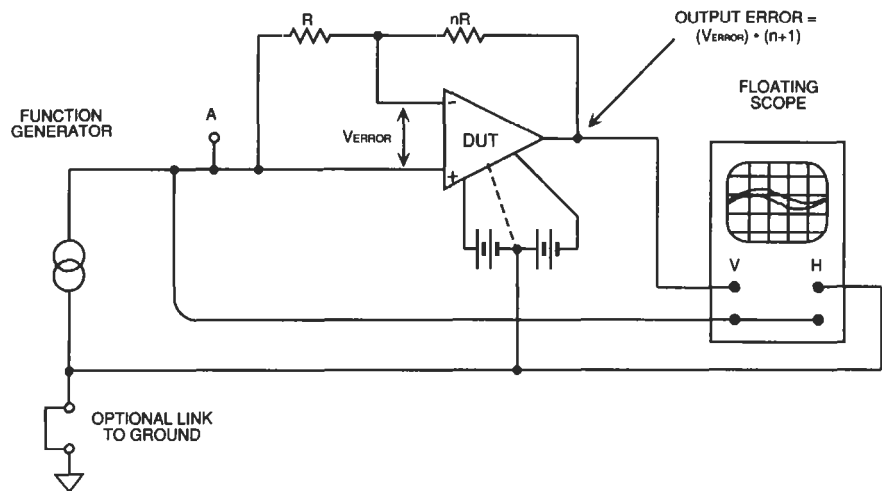 R
nR
OUTPUT ERROR =
(VERROR) • (n+1)
FLOATING
SCOPE
FUNCTION
GENERATOR
A
VERROR
-
+
DUT
V
H
OPTIONAL LINK
TO GROUND